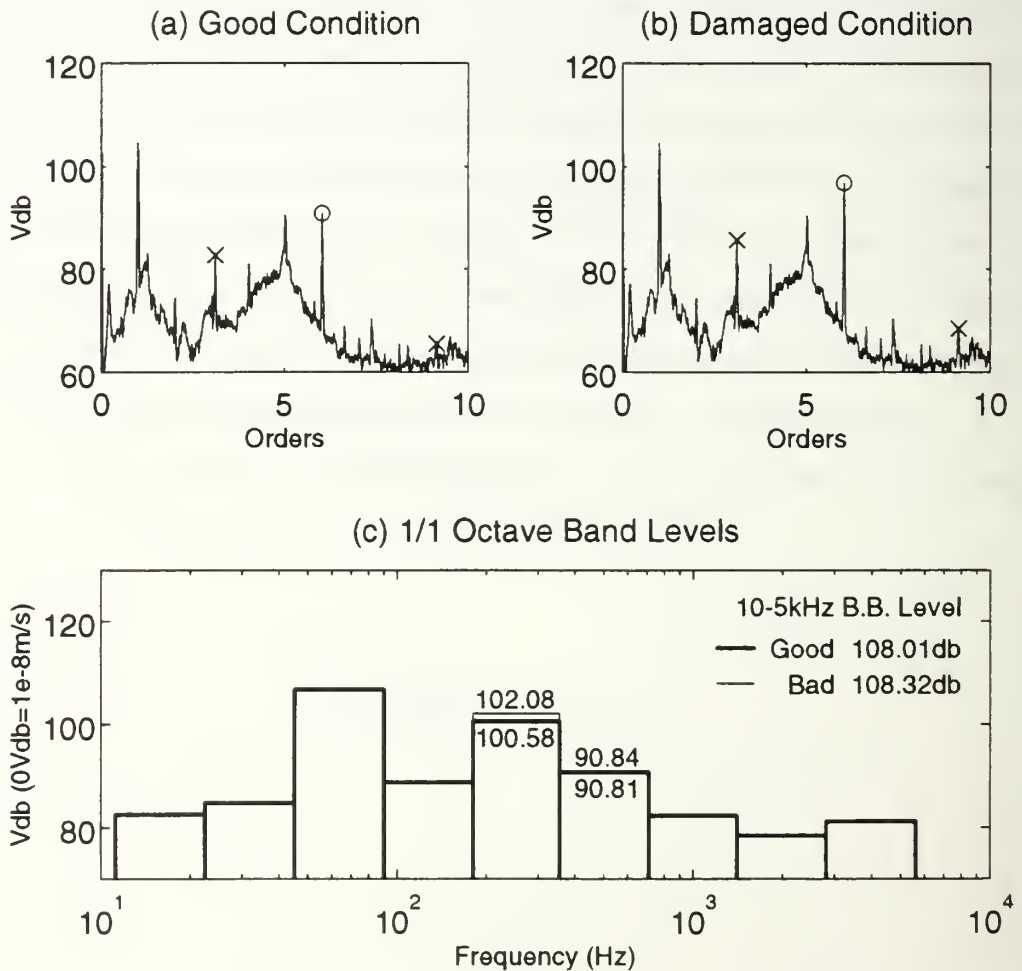 (a) Good Condition
120
100
80
60
Vdb
0
5
10
Orders
(b) Damaged Condition
120
100
80
60
Vdb
0
5
10
Orders
(c) 1/1 Octave Band Levels
Vdb (0Vdb=1e-8m/s)
120
100
80
10-5kHz B.B. Level
Good 108.01db
Bad 108.32db
102.08
100.58
90.84
90.81
10^1
10^2
10^3
10^4
Frequency (Hz)